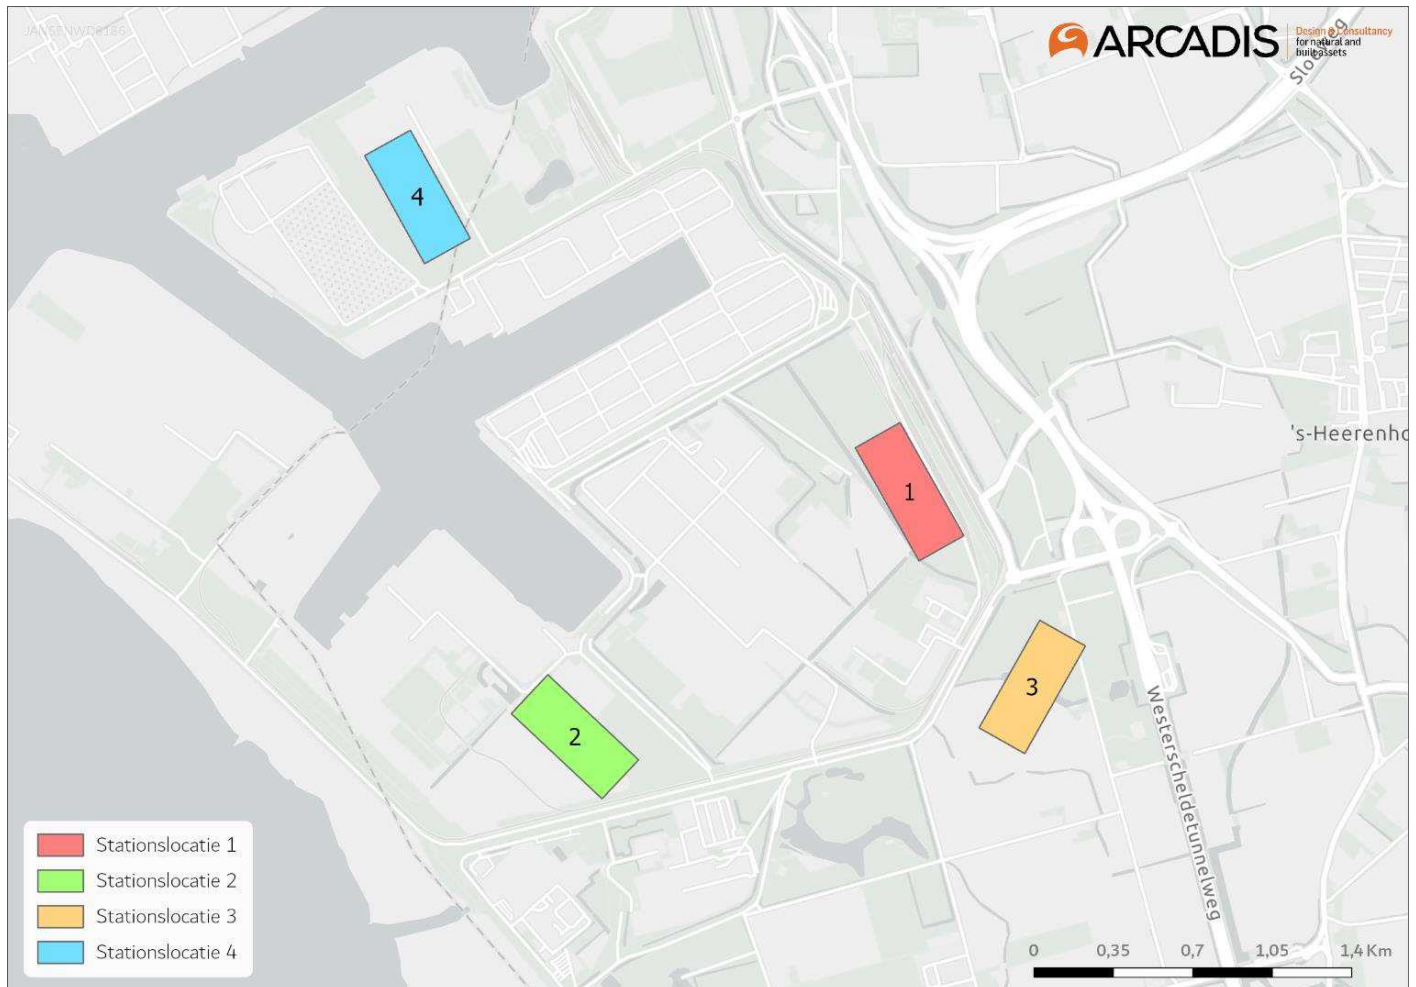 JANSENWD8186
ARCADIS
Design & Consultancy
for natural and
built assets
Sloeweg
4
1
's-Heerenho
3
2
Westerscheldetunnelweg
Stationslocatie 1
Stationslocatie 2
Stationslocatie 3
Stationslocatie 4
0 0,35 0,7 1,05 1,4 Km